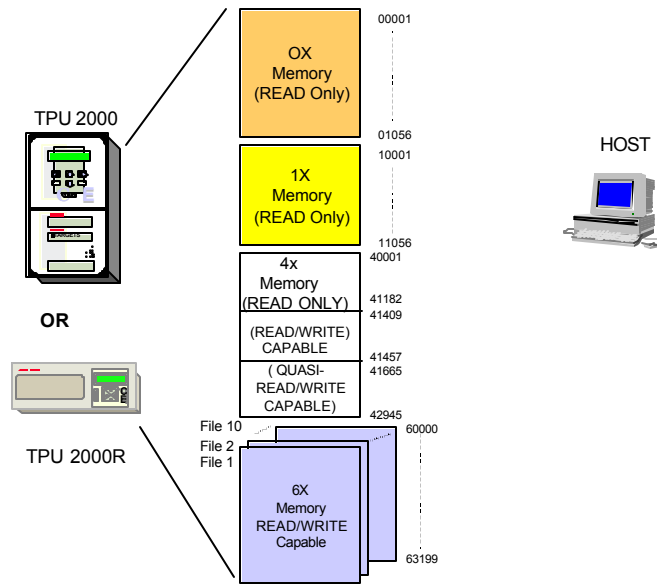 OX
Memory
(READ Only)
00001
01056
TPU 2000
TARGETS
1X
Memory
(READ Only)
10001
11056
HOST
4x
Memory
(READ ONLY)
40001
41182
41409
(READ/WRITE)
CAPABLE
41457
41665
( QUASI-
READ/WRITE
CAPABLE)
42945
OR
TPU 2000R
File 10
File 2
File 1
60000
6X
Memory
READ/WRITE
Capable
63199